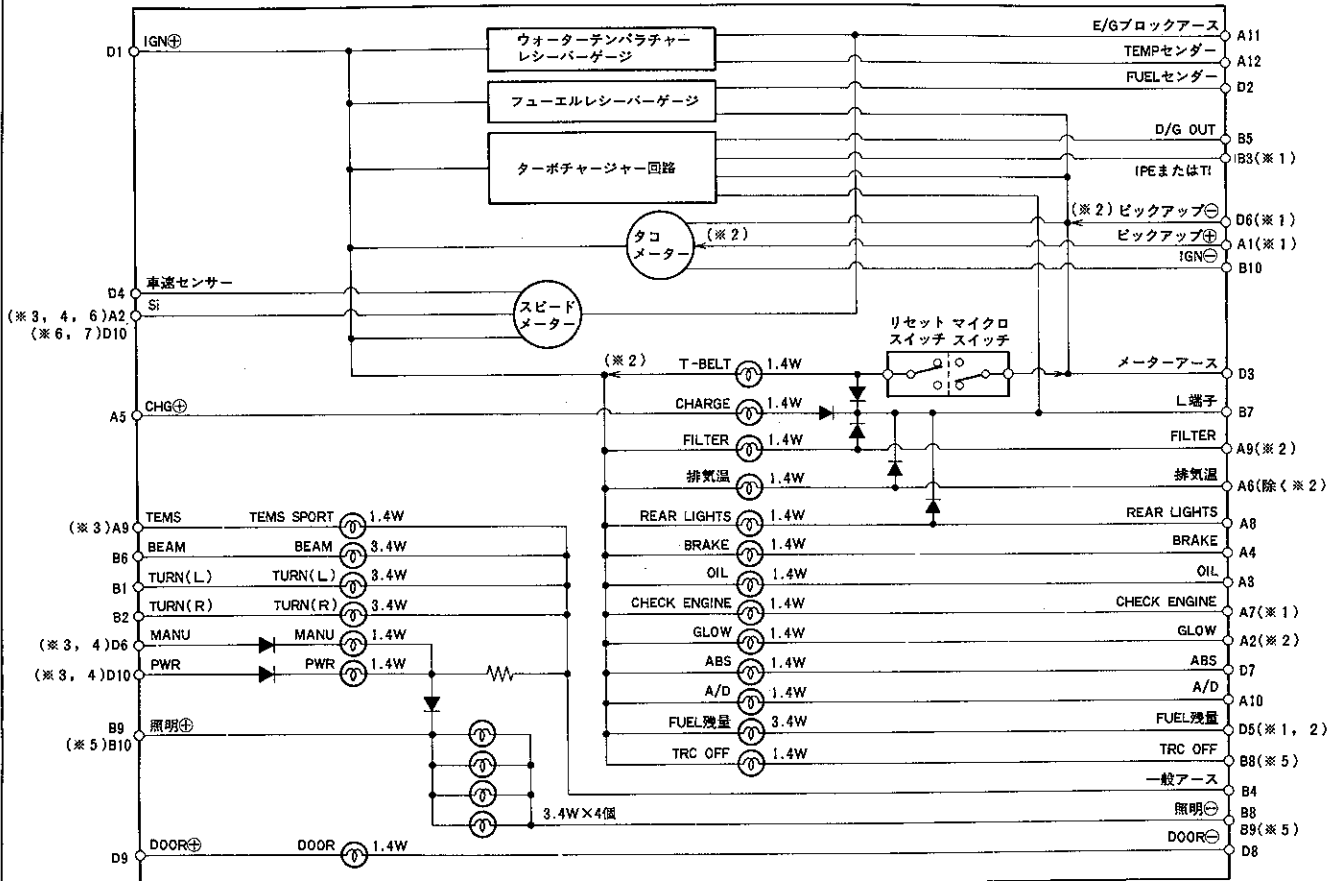 D1
IGN⊕
ウォーターテンパラチャー
レシーバーゲージ
E/Gブロックアース
A11
TEMPセンダー
A12
FUELセンダー
D2
フューエルレシーバーゲージ
D/G OUT
B5
ターボチャージャー回路
B3(※1)
IPEまたはTI
(※2)ピックアップ⊖
D6(※1)
タコ
メーター
(※2)
ピックアップ⊕
A1(※1)
IGN⊖
B10
D4
車速センサー
(※3, 4, 6)A2
Si
(※6, 7)D10
スピード
メーター
リセット マイクロ
スイッチ スイッチ
(※2)
T-BELT
1.4W
メーターアース
D3
A5
CHG⊕
CHARGE
1.4W
L端子
B7
FILTER
1.4W
FILTER
A9(※2)
排気温
1.4W
排気温
A6(除く※2)
(※3)A9
TEMS
TEMS SPORT
1.4W
REAR LIGHTS
1.4W
REAR LIGHTS
A8
B6
BEAM
BEAM
3.4W
BRAKE
1.4W
BRAKE
A4
B1
TURN(L)
TURN(L)
3.4W
OIL
1.4W
OIL
A3
B2
TURN(R)
TURN(R)
3.4W
CHECK ENGINE
1.4W
CHECK ENGINE
A7(※1)
(※3, 4)D6
MANU
MANU
1.4W
GLOW
1.4W
GLOW
A2(※2)
(※3, 4)D10
PWR
PWR
1.4W
ABS
1.4W
ABS
D7
A/D
1.4W
A/D
A10
B9
照明⊕
(※5)B10
FUEL残量
3.4W
FUEL残量
D5(※1, 2)
TRC OFF
1.4W
TRC OFF
B8(※5)
一般アース
B4
3.4W×4個
照明⊖
B8
B9(※5)
D9
DOOR⊕
DOOR
1.4W
DOOR⊖
D8